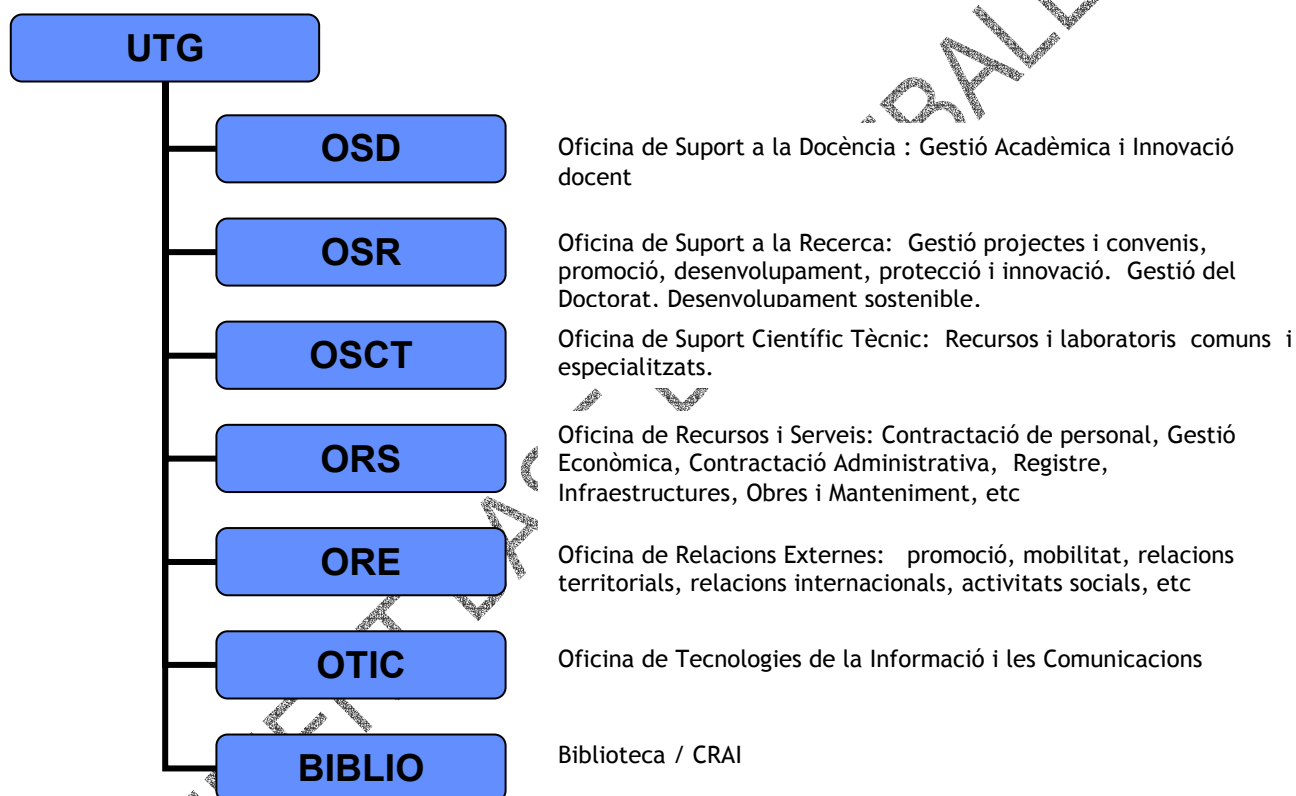 UTG
OSD
Oficina de Suport a la Docència : Gestió Acadèmica i Innovació
docent
OSR
Oficina de Suport a la Recerca: Gestió projectes i convenis,
promoció, desenvolupament, protecció i innovació. Gestió del
Doctorat. Desenvolupament sostenible.
OSCT
Oficina de Suport Científic Tècnic: Recursos i laboratoris comuns i
especialitzats.
ORS
Oficina de Recursos i Serveis: Contractació de personal, Gestió
Econòmica, Contractació Administrativa, Registre,
Infraestructures, Obres i Manteniment, etc
ORE
Oficina de Relacions Externes: promoció, mobilitat, relacions
territorials, relacions internacionals, activitats socials, etc
OTIC
Oficina de Tecnologies de la Informació i les Comunicacions
BIBLIO
Biblioteca / CRAI